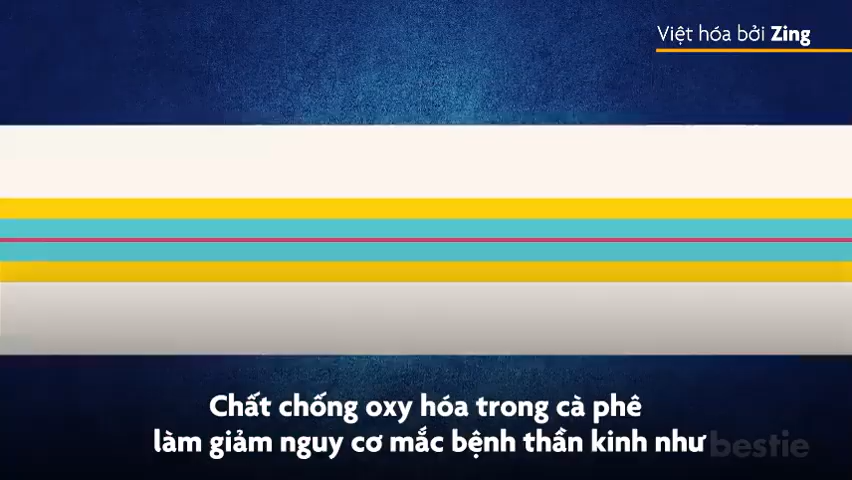 Việt hóa bởi Zing
Chất chống oxy hóa trong cà phê
làm giảm nguy cơ mắc bệnh thần kinh như
bestie